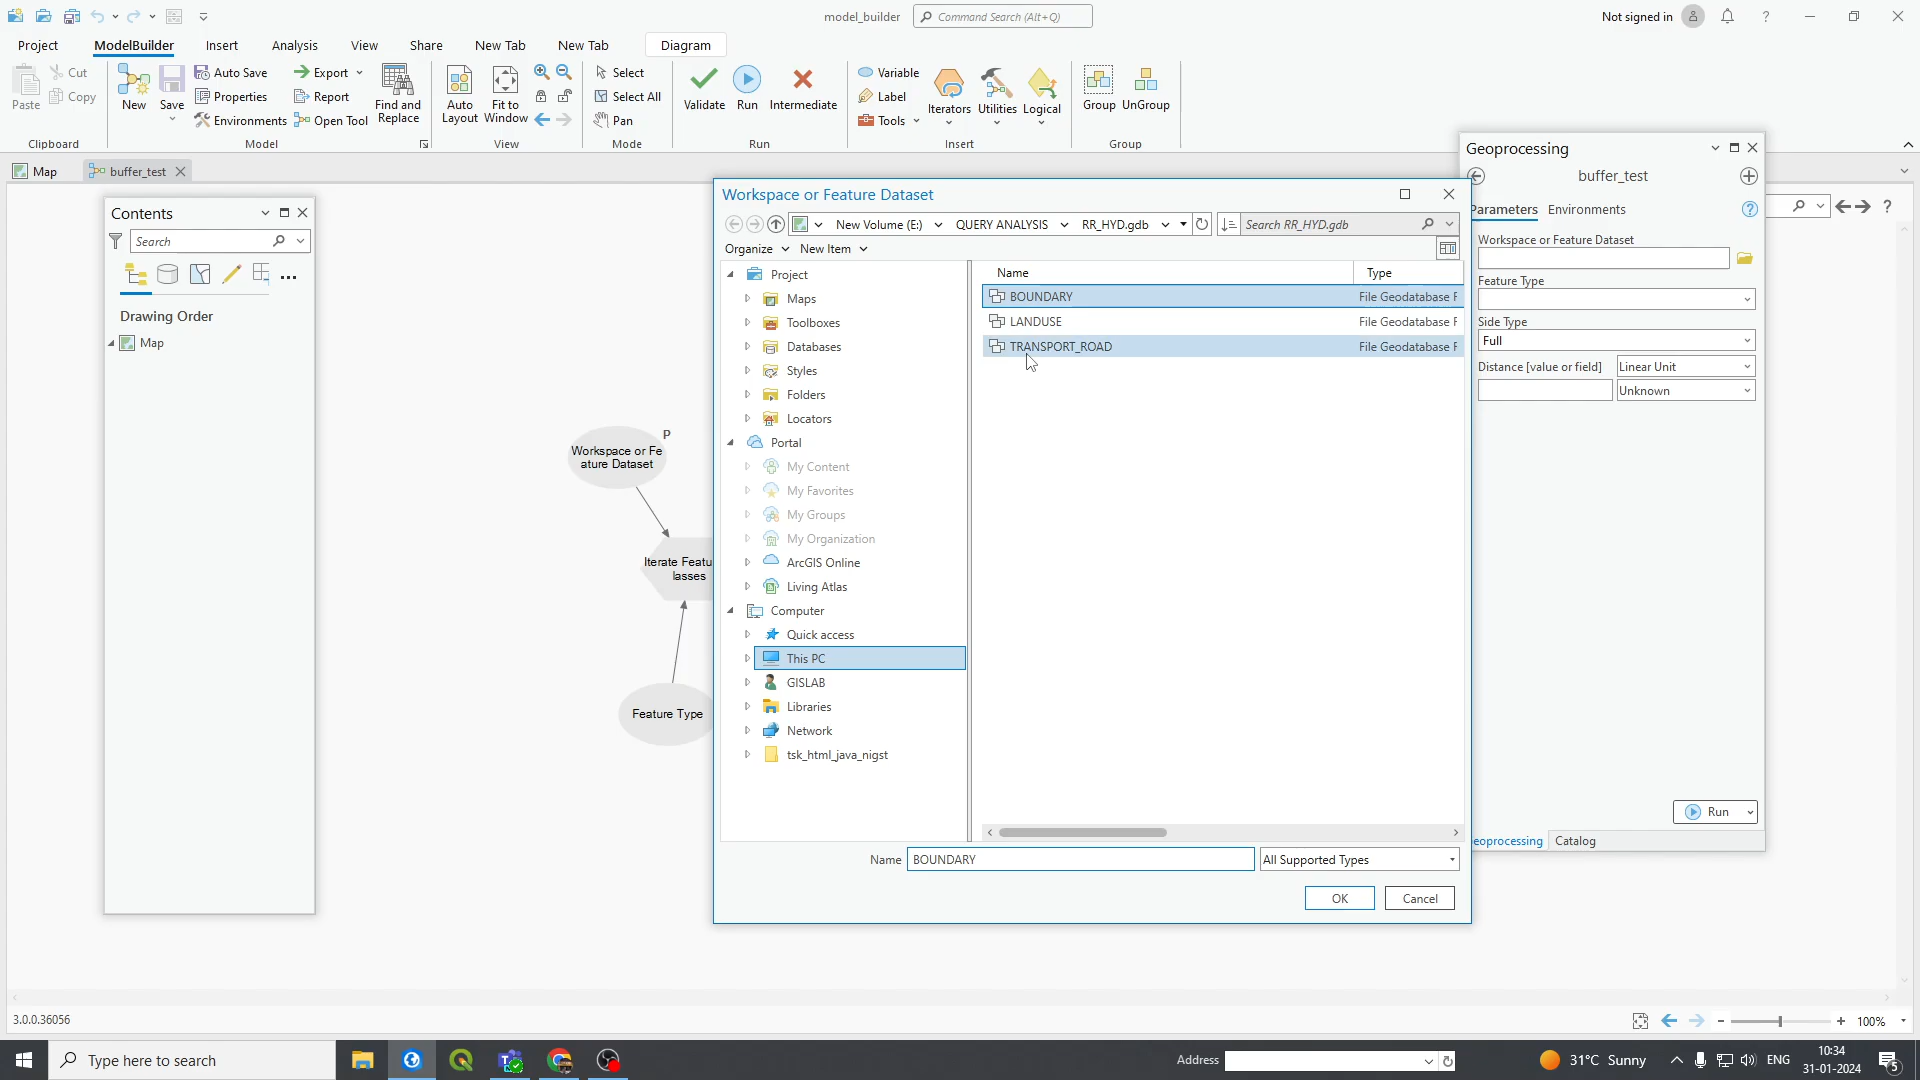 model_builder
Command Search (Alt+Q)
Not signed in
?
Project
ModelBuilder
Insert
Analysis
View
Share
New Tab
New Tab
Diagram
Paste
Cut
Copy
Clipboard
New
Save
Auto Save
Properties
Environments
Export
Report
Open Tool
Find and
Replace
Model
Auto
Layout
Fit to
Window
View
Select
Select All
Pan
Mode
Validate
Run
Intermediate
Run
Variable
Label
Tools
Iterators
Utilities
Logical
Insert
Group
UnGroup
Group
Map
buffer_test
Contents
Search
Drawing Order
Map
Workspace or Fe
ature Dataset
P
Iterate Featu
lasses
Feature Type
Workspace or Feature Dataset
New Volume (E:)
QUERY ANALYSIS
RR_HYD.gdb
Search RR_HYD.gdb
Organize
New Item
Project
Maps
Toolboxes
Databases
Styles
Folders
Locators
Portal
My Content
My Favorites
My Groups
My Organization
ArcGIS Online
Living Atlas
Computer
Quick access
This PC
GISLAB
Libraries
Network
tsk_html_java_nigst
Name
Type
BOUNDARY
File Geodatabase F
LANDUSE
File Geodatabase F
TRANSPORT_ROAD
File Geodatabase F
Name
BOUNDARY
All Supported Types
OK
Cancel
Geoprocessing
buffer_test
Parameters
Environments
?
Workspace or Feature Dataset
Feature Type
Side Type
Full
Distance [value or field]
Linear Unit
Unknown
Run
eoprocessing
Catalog
?
3.0.0.36056
100%
Type here to search
Address
31°C Sunny
ENG
10:34
31-01-2024
5